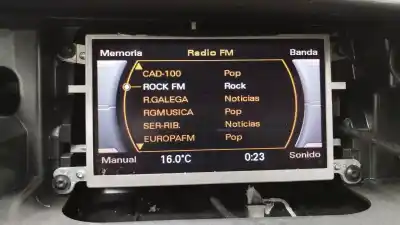 Memoria Radio FM Banda
CAD-100 Pop
ROCK FM Rock
R.GALEGA Noticias
RGMUSICA Pop
SER-RIB. Noticias
EUROPAFM Pop
Manual 16.0°C 0:23 Sonido